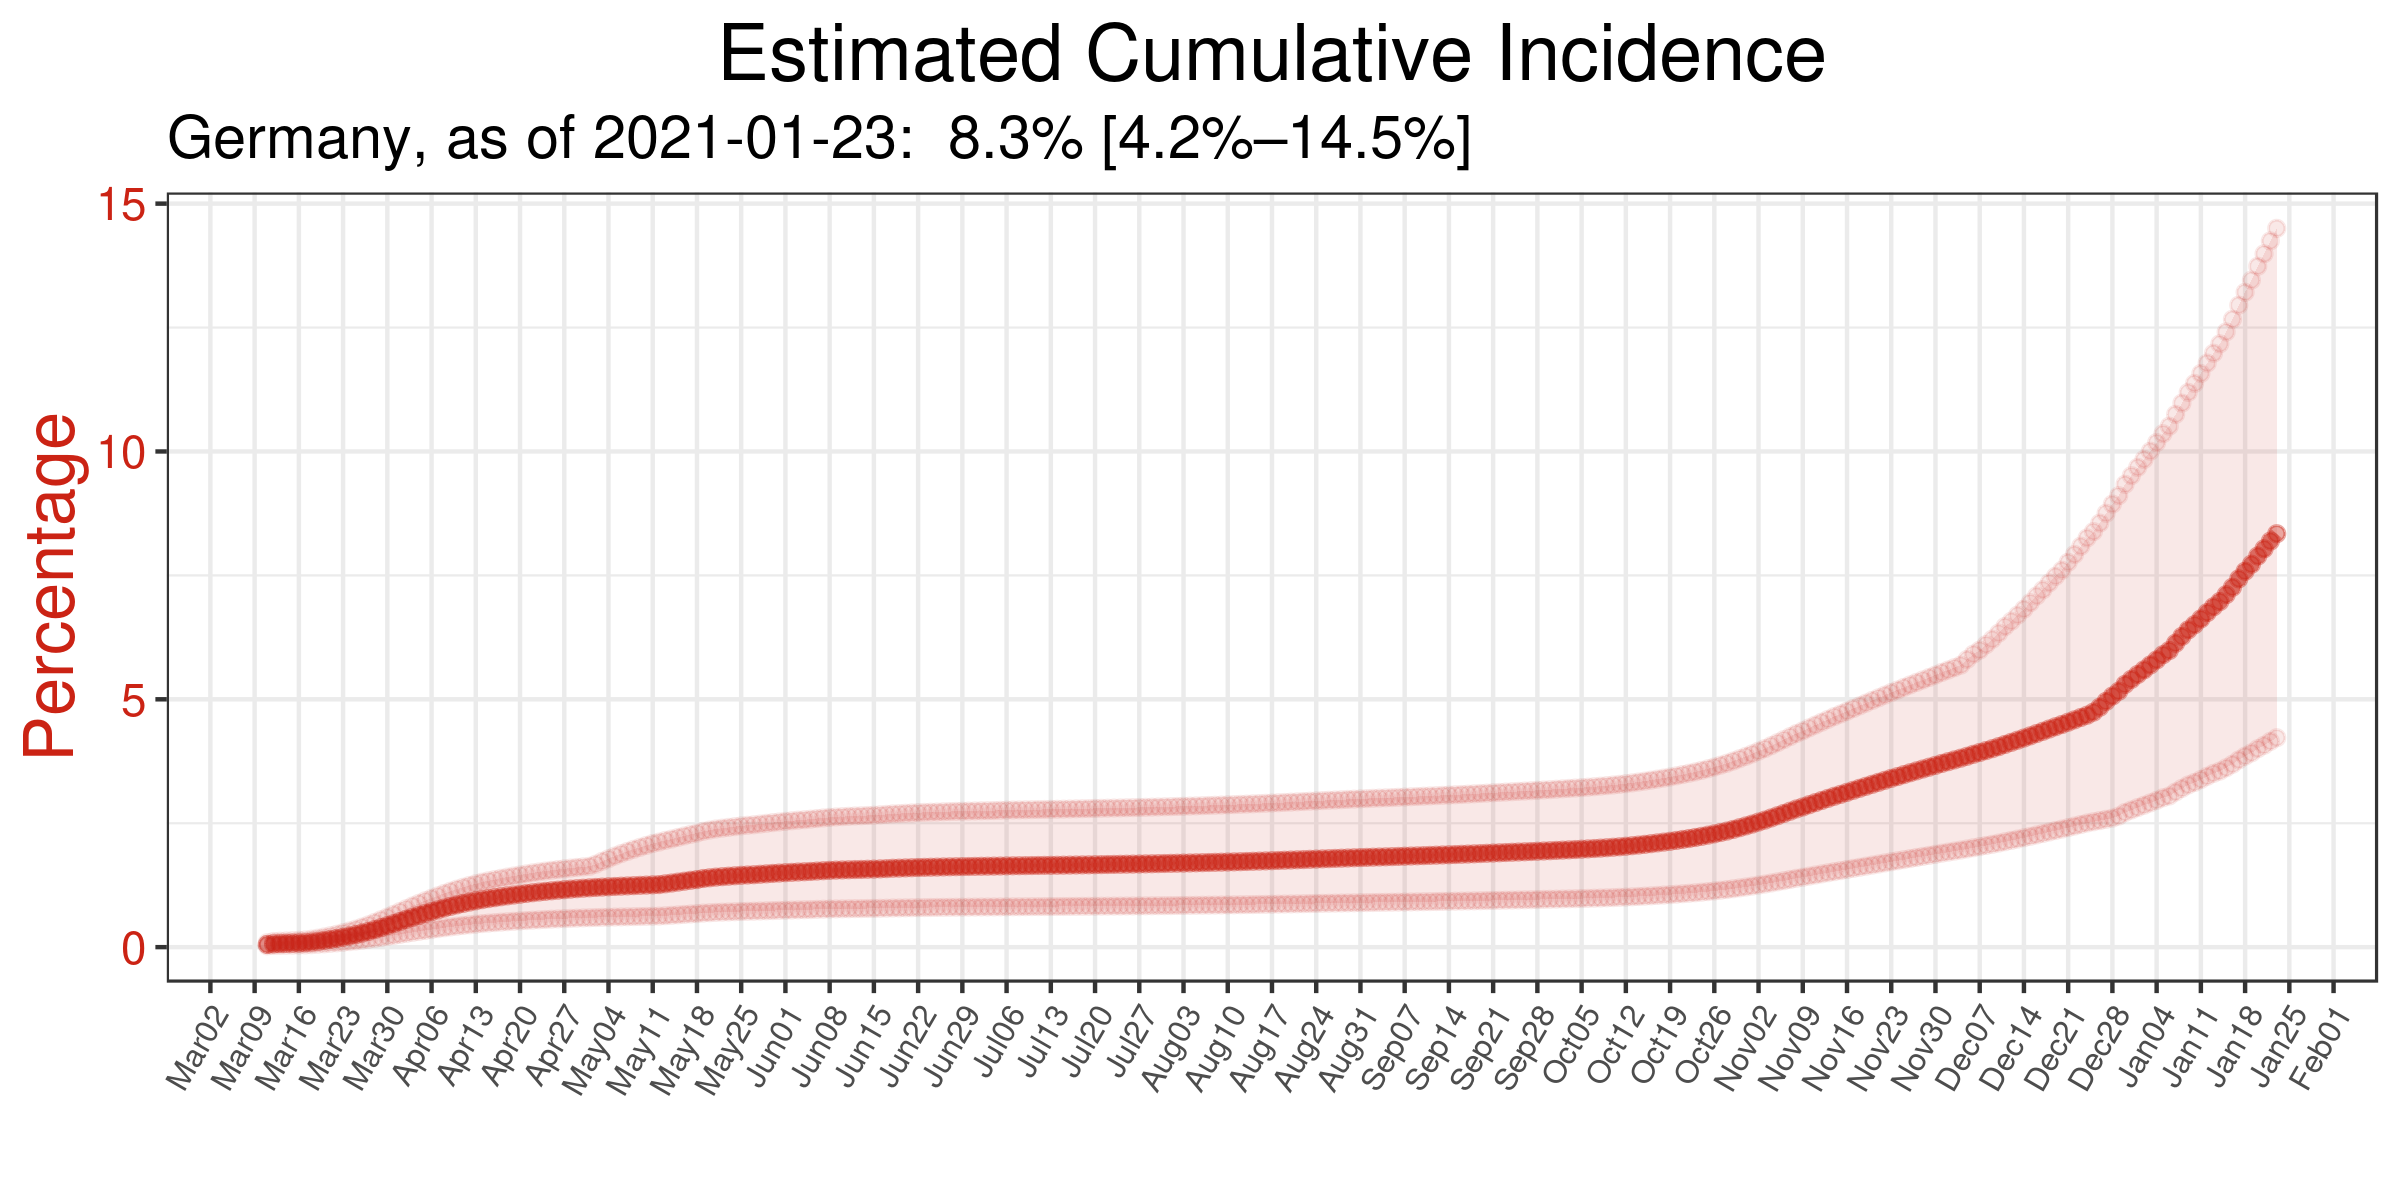 Estimated Cumulative Incidence
Germany, as of 2021-01-23:  8.3% [4.2%–14.5%]
Percentage
15
10
5
0
Mar02
Mar09
Mar16
Mar23
Mar30
Apr06
Apr13
Apr20
Apr27
May04
May11
May18
May25
Jun01
Jun08
Jun15
Jun22
Jun29
Jul06
Jul13
Jul20
Jul27
Aug03
Aug10
Aug17
Aug24
Aug31
Sep07
Sep14
Sep21
Sep28
Oct05
Oct12
Oct19
Oct26
Nov02
Nov09
Nov16
Nov23
Nov30
Dec07
Dec14
Dec21
Dec28
Jan04
Jan11
Jan18
Jan25
Feb01